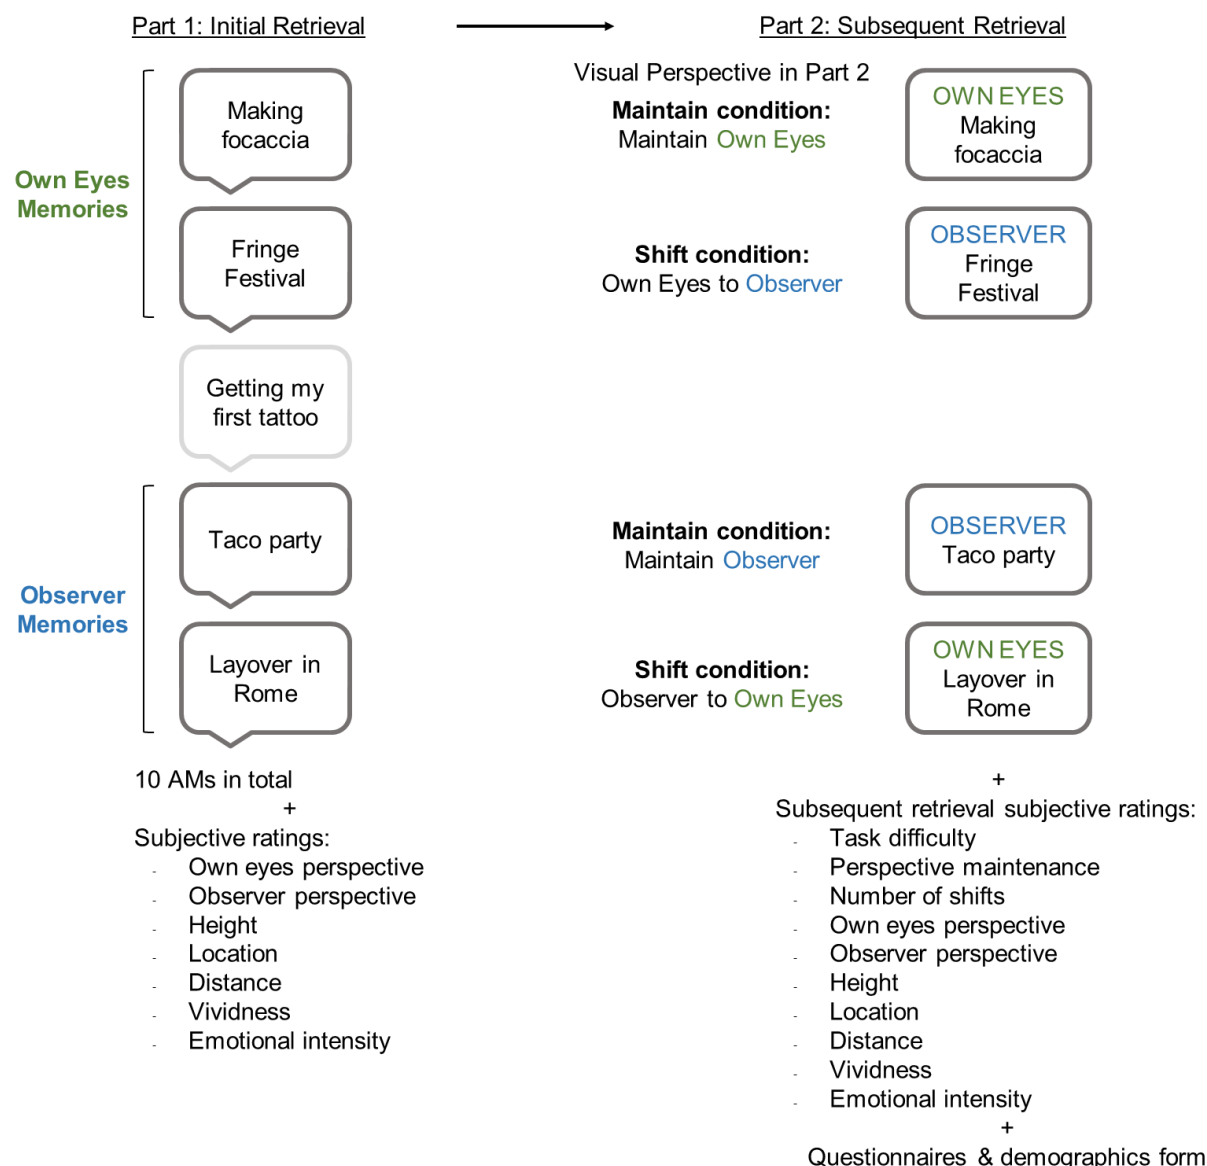 Part 1: Initial Retrieval
Part 2: Subsequent Retrieval
Own Eyes
Memories
Making
focaccia
Fringe
Festival
Getting my
first tattoo
Observer
Memories
Taco party
Layover in
Rome
10 AMs in total
+
Subjective ratings:
- Own eyes perspective
- Observer perspective
- Height
- Location
- Distance
- Vividness
- Emotional intensity
Visual Perspective in Part 2
Maintain condition:
Maintain Own Eyes
Shift condition:
Own Eyes to Observer
Maintain condition:
Maintain Observer
Shift condition:
Observer to Own Eyes
OWN EYES
Making
focaccia
OBSERVER
Fringe
Festival
OBSERVER
Taco party
OWN EYES
Layover in
Rome
+
Subsequent retrieval subjective ratings:
- Task difficulty
- Perspective maintenance
- Number of shifts
- Own eyes perspective
- Observer perspective
- Height
- Location
- Distance
- Vividness
- Emotional intensity
+
Questionnaires & demographics form